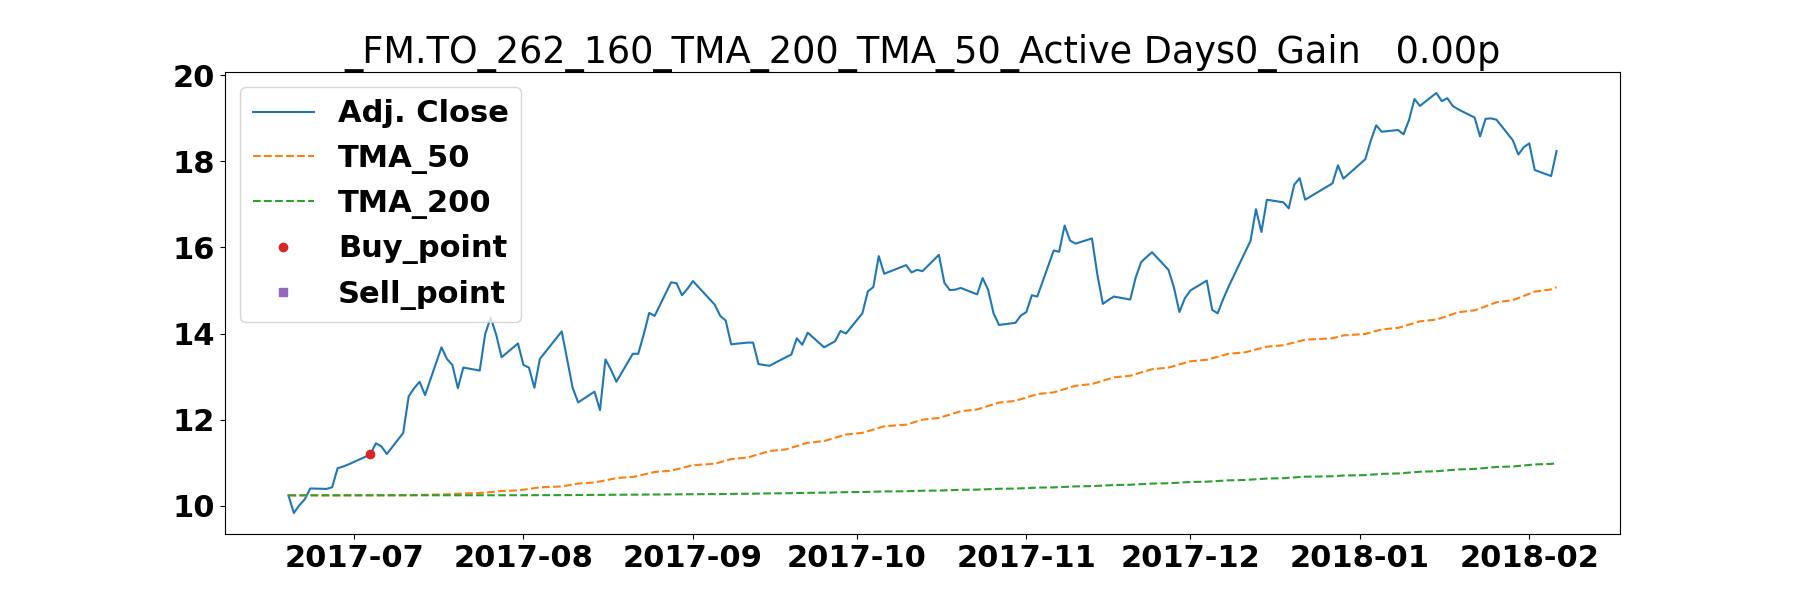 _FM.TO_262_160_TMA_200_TMA_50_Active Days0_Gain   0.00p
20
18
16
14
12
10
Adj. Close
TMA_50
TMA_200
Buy_point
Sell_point
2017-07 2017-08 2017-09 2017-10 2017-11 2017-12 2018-01 2018-02